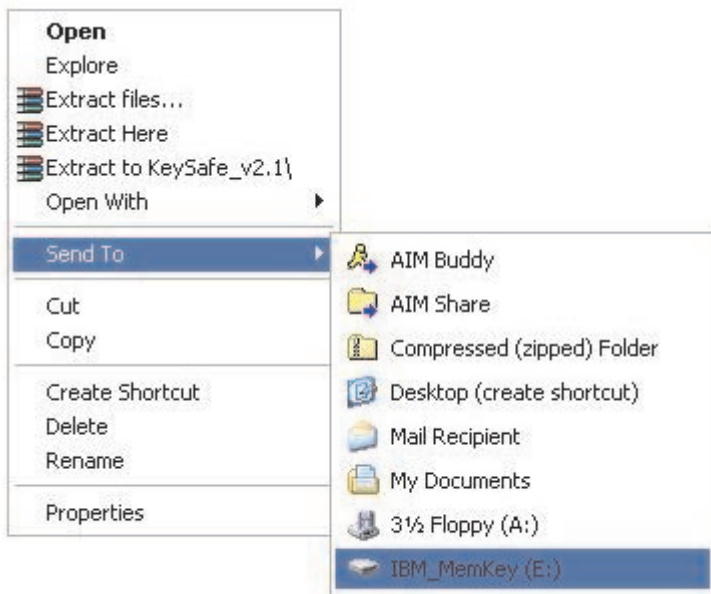 Open
Explore
Extract files...
Extract Here
Extract to KeySafe_v2.1\
Open With
Send To
Cut
Copy
Create Shortcut
Delete
Rename
Properties
AIM Buddy
AIM Share
Compressed (zipped) Folder
Desktop (create shortcut)
Mail Recipient
My Documents
3½ Floppy (A:)
IBM_MemKey (E:)